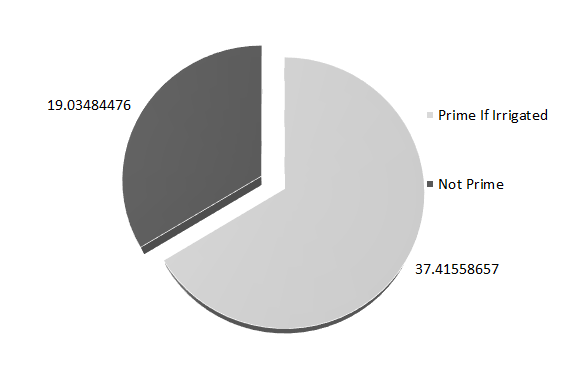 19.03484476
Prime If Irrigated
Not Prime
37.41558657